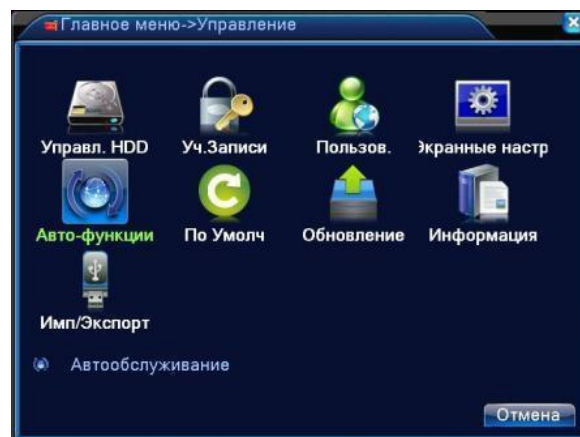 Главное меню->Управление
Управл. HDD Уч.Записи Пользов. Экранные настр
Авто-функции По Умолч Обновление Информация
Имп/Экспорт
Автообслуживание
Отмена